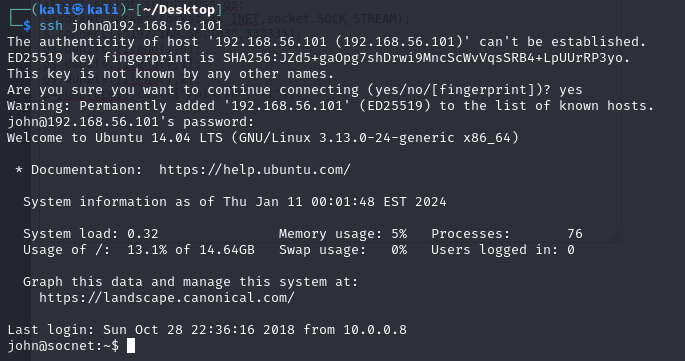 ┌──(kali㉿kali)-[~/Desktop]
└─$ ssh john@192.168.56.101
The authenticity of host '192.168.56.101 (192.168.56.101)' can't be established.
ED25519 key fingerprint is SHA256:JZd5+gaOpg7shDrwi9MncScWvVqsSRB4+LpUUrRP3yo.
This key is not known by any other names.
Are you sure you want to continue connecting (yes/no/[fingerprint])? yes
Warning: Permanently added '192.168.56.101' (ED25519) to the list of known hosts.
john@192.168.56.101's password:
Welcome to Ubuntu 14.04 LTS (GNU/Linux 3.13.0-24-generic x86_64)
* Documentation:  https://help.ubuntu.com/
System information as of Thu Jan 11 00:01:48 EST 2024
System load: 0.32 Memory usage: 5% Processes: 76
Usage of /: 13.1% of 14.64GB Swap usage: 0% Users logged in: 0
Graph this data and manage this system at:
https://landscape.canonical.com/
Last login: Sun Oct 28 22:36:16 2018 from 10.0.0.8
john@socnet:~$